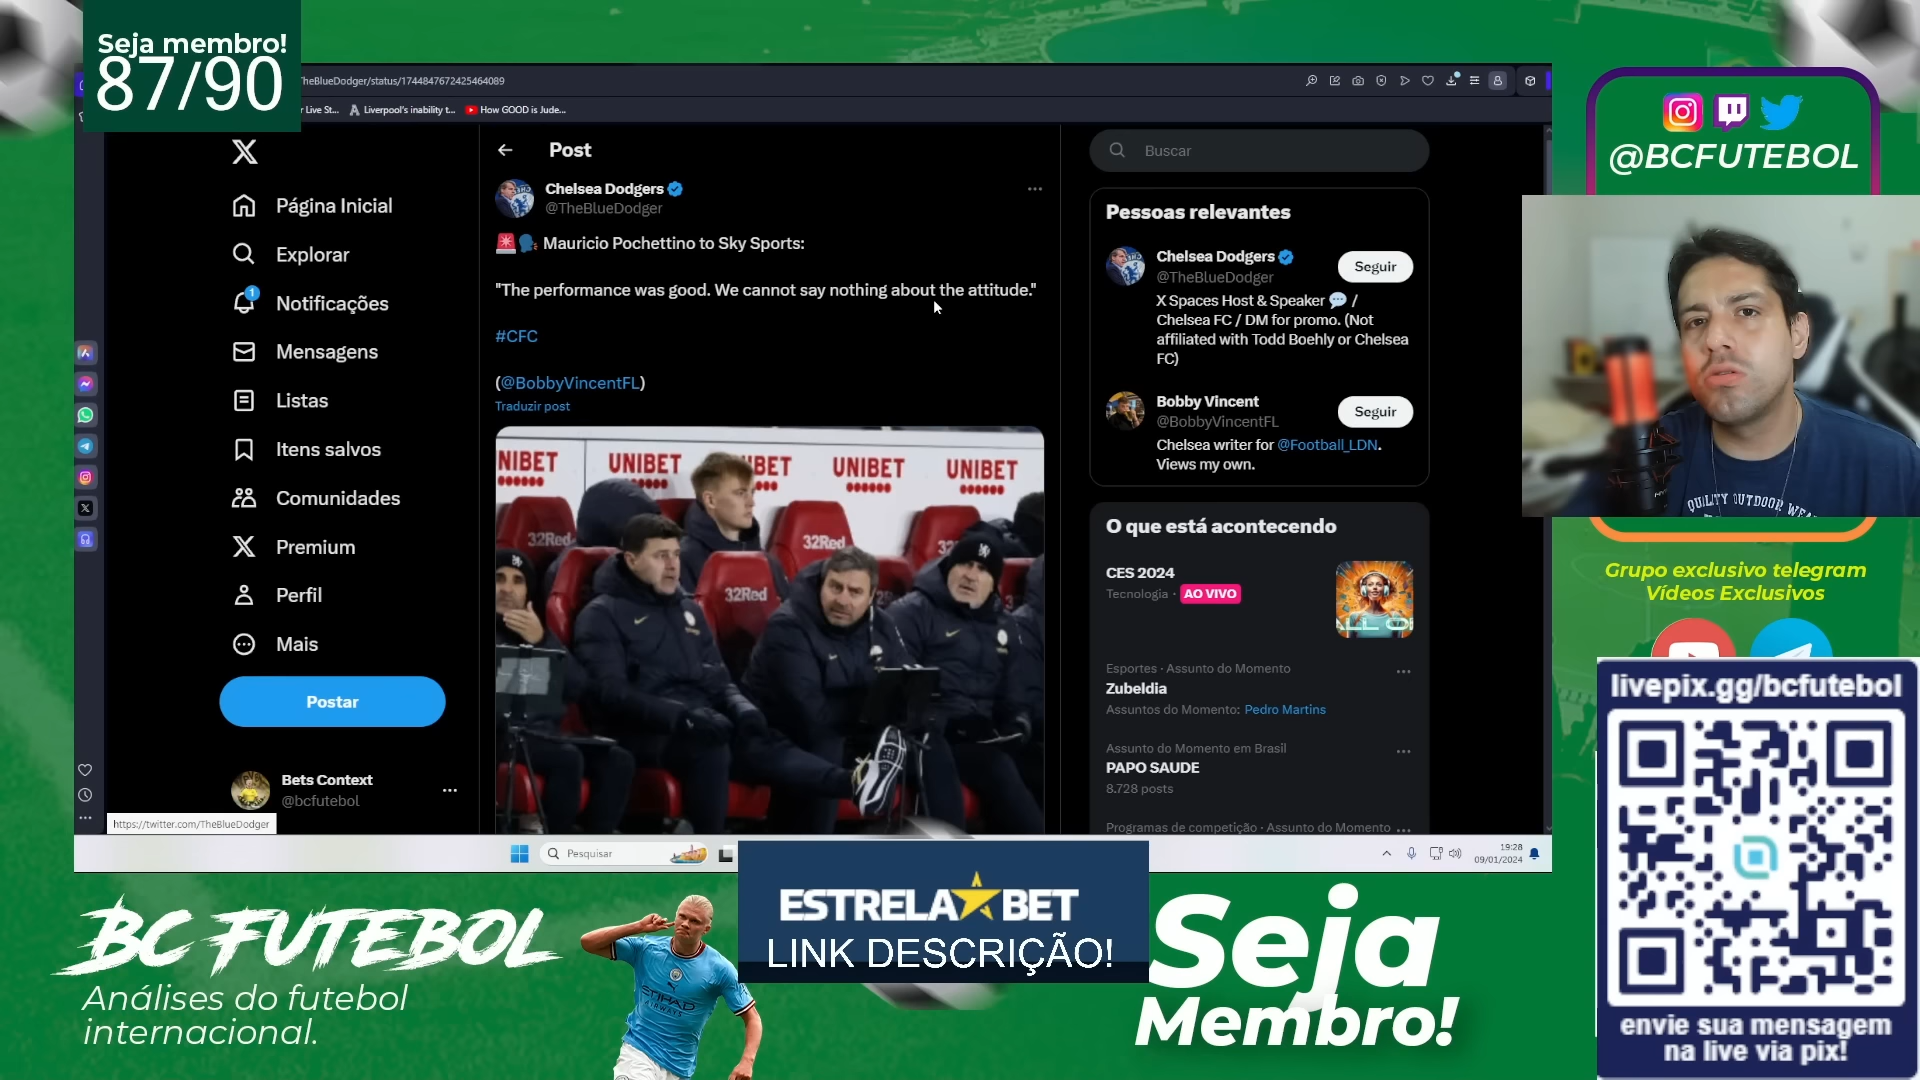 Seja membro!
87/90
TheBlueDodger/status/1744847672425464089
r Live St...
Liverpool's inability t...
How GOOD is Jude...
Post
Buscar
Página Inicial
Explorar
1
Notificações
Mensagens
Listas
Itens salvos
Comunidades
Premium
Perfil
Mais
Postar
Bets Context
@bcfutebol
https://twitter.com/TheBlueDodger
Chelsea Dodgers
@TheBlueDodger
Mauricio Pochettino to Sky Sports:
"The performance was good. We cannot say nothing about the attitude."
#CFC
(@BobbyVincentFL)
Traduzir post
NIBET UNIBET BET UNIBET UNIBET
32Red 32Red 32
32Red
Pessoas relevantes
Chelsea Dodgers
@TheBlueDodger
Seguir
X Spaces Host & Speaker 💬 /
Chelsea FC / DM for promo. (Not
affiliated with Todd Boehly or Chelsea
FC)
Bobby Vincent
@BobbyVincentFL
Seguir
Chelsea writer for @Football_LDN.
Views my own.
O que está acontecendo
CES 2024
Tecnologia · AO VIVO
Esportes · Assunto do Momento
Zubeldia
Assuntos do Momento: Pedro Martins
Assunto do Momento em Brasil
PAPO SAUDE
8.728 posts
Programas de competição · Assunto do Momento
Pesquisar
19:28
09/01/2024
@BCFUTEBOL
QUALITY OUTDOOR WEA
Grupo exclusivo telegram
Vídeos Exclusivos
livepix.gg/bcfutebol
envie sua mensagem
na live via pix!
BC FUTEBOL
Análises do futebol
internacional.
ETIHAD
ESTRELA BET
LINK DESCRIÇÃO!
Seja
Membro!